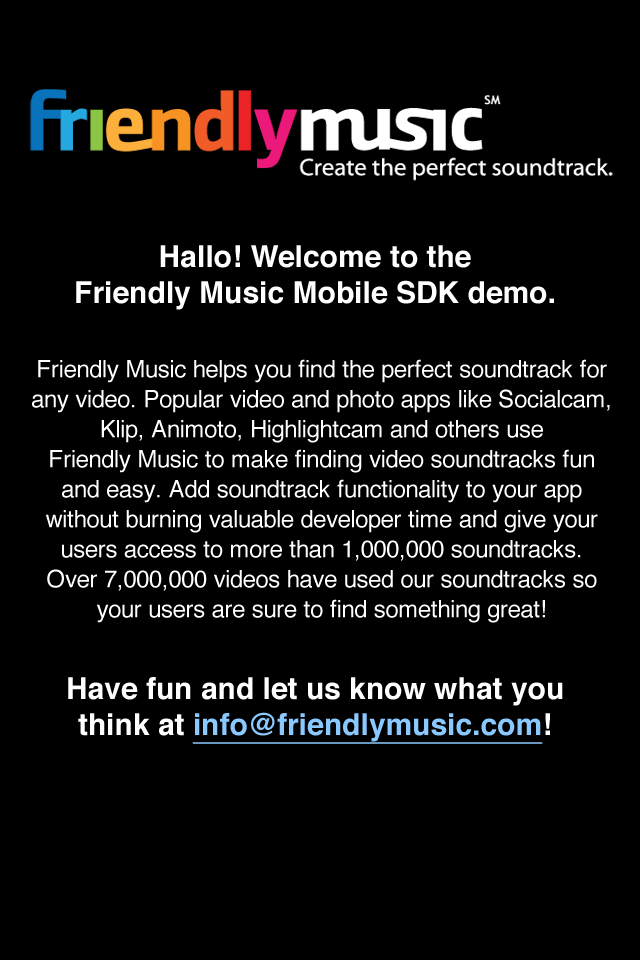 friendlymusic℠
Create the perfect soundtrack.
Hallo! Welcome to the
Friendly Music Mobile SDK demo.
Friendly Music helps you find the perfect soundtrack for
any video. Popular video and photo apps like Socialcam,
Klip, Animoto, Highlightcam and others use
Friendly Music to make finding video soundtracks fun
and easy. Add soundtrack functionality to your app
without burning valuable developer time and give your
users access to more than 1,000,000 soundtracks.
Over 7,000,000 videos have used our soundtracks so
your users are sure to find something great!
Have fun and let us know what you
think at info@friendlymusic.com!